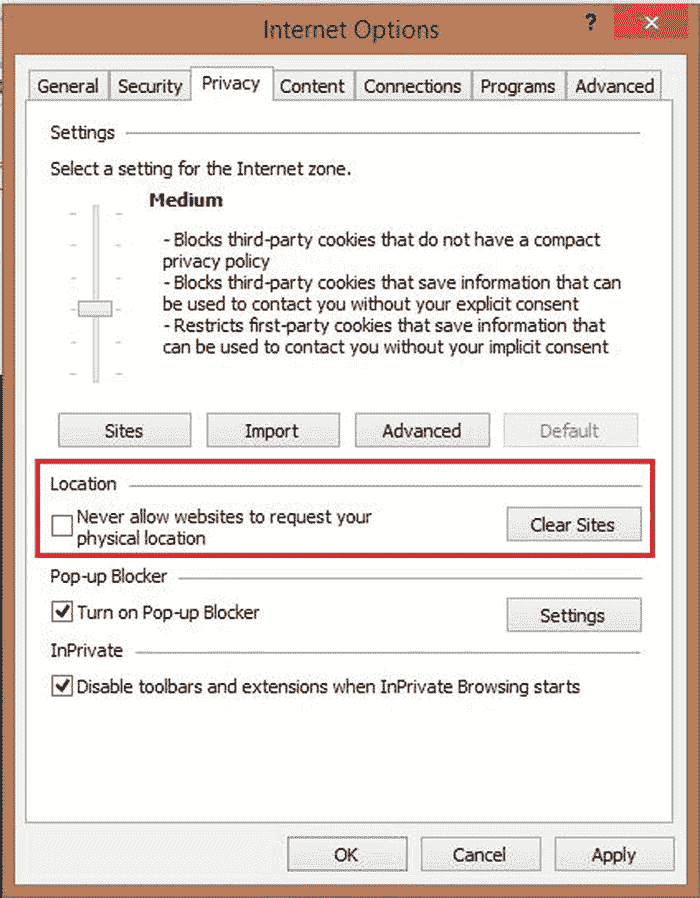 Internet Options
?
General Security Privacy Content Connections Programs Advanced
Settings
Select a setting for the Internet zone.
Medium
- Blocks third-party cookies that do not have a compact
privacy policy
- Blocks third-party cookies that save information that can
be used to contact you without your explicit consent
- Restricts first-party cookies that save information that
can be used to contact you without your implicit consent
Sites Import Advanced Default
Location
Never allow websites to request your
physical location
Clear Sites
Pop-up Blocker
Turn on Pop-up Blocker Settings
InPrivate
Disable toolbars and extensions when InPrivate Browsing starts
OK Cancel Apply